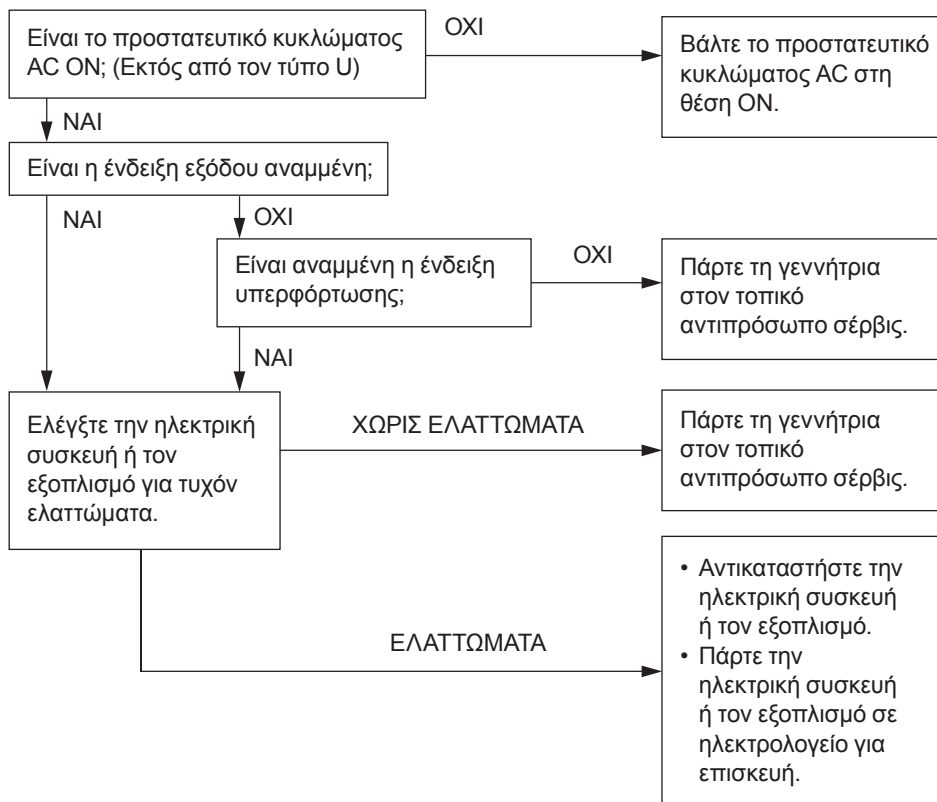 Είναι το προστατευτικό κυκλώματος
AC ON; (Εκτός από τον τύπο U)
ΟΧΙ
Βάλτε το προστατευτικό
κυκλώματος AC στη
θέση ON.
ΝΑΙ
Είναι η ένδειξη εξόδου αναμμένη;
ΝΑΙ
ΟΧΙ
Είναι αναμμένη η ένδειξη
υπερφόρτωσης;
ΟΧΙ
Πάρτε τη γεννήτρια
στον τοπικό
αντιπρόσωπο σέρβις.
ΝΑΙ
Ελέγξτε την ηλεκτρική
συσκευή ή τον
εξοπλισμό για τυχόν
ελαττώματα.
ΧΩΡΙΣ ΕΛΑΤΤΩΜΑΤΑ
Πάρτε τη γεννήτρια
στον τοπικό
αντιπρόσωπο σέρβις.
ΕΛΑΤΤΩΜΑΤΑ
• Αντικαταστήστε την
ηλεκτρική συσκευή
ή τον εξοπλισμό.
• Πάρτε την
ηλεκτρική συσκευή
ή τον εξοπλισμό σε
ηλεκτρολογείο για
επισκευή.